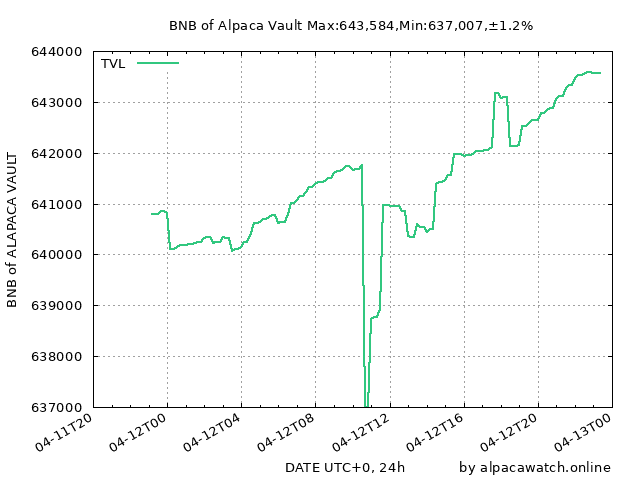 BNB of Alpaca Vault Max:643,584,Min:637,007,±1.2%
TVL
BNB of ALAPACA VAULT
644000
643000
642000
641000
640000
639000
638000
637000
04-11T20
04-12T00
04-12T04
04-12T08
04-12T12
04-12T16
04-12T20
04-13T00
DATE UTC+0, 24h
by alpacawatch.online